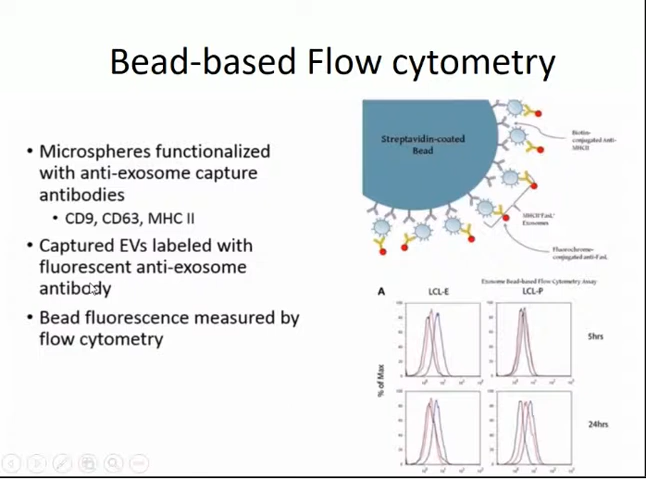 Bead-based Flow cytometry
• Microspheres functionalized
with anti-exosome capture
antibodies
• CD9, CD63, MHC II
• Captured EVs labeled with
fluorescent anti-exosome
antibody
• Bead fluorescence measured by
flow cytometry
Streptavidin-coated
Bead
Biotin-
conjugated Anti-
MHCII
MHCII FasL⁺
Exosomes
Fluorochrome-
conjugated anti-FasL
Exosome Bead-based Flow Cytometry Assay
A
LCL-E
LCL-P
5hrs
% of Max
24hrs